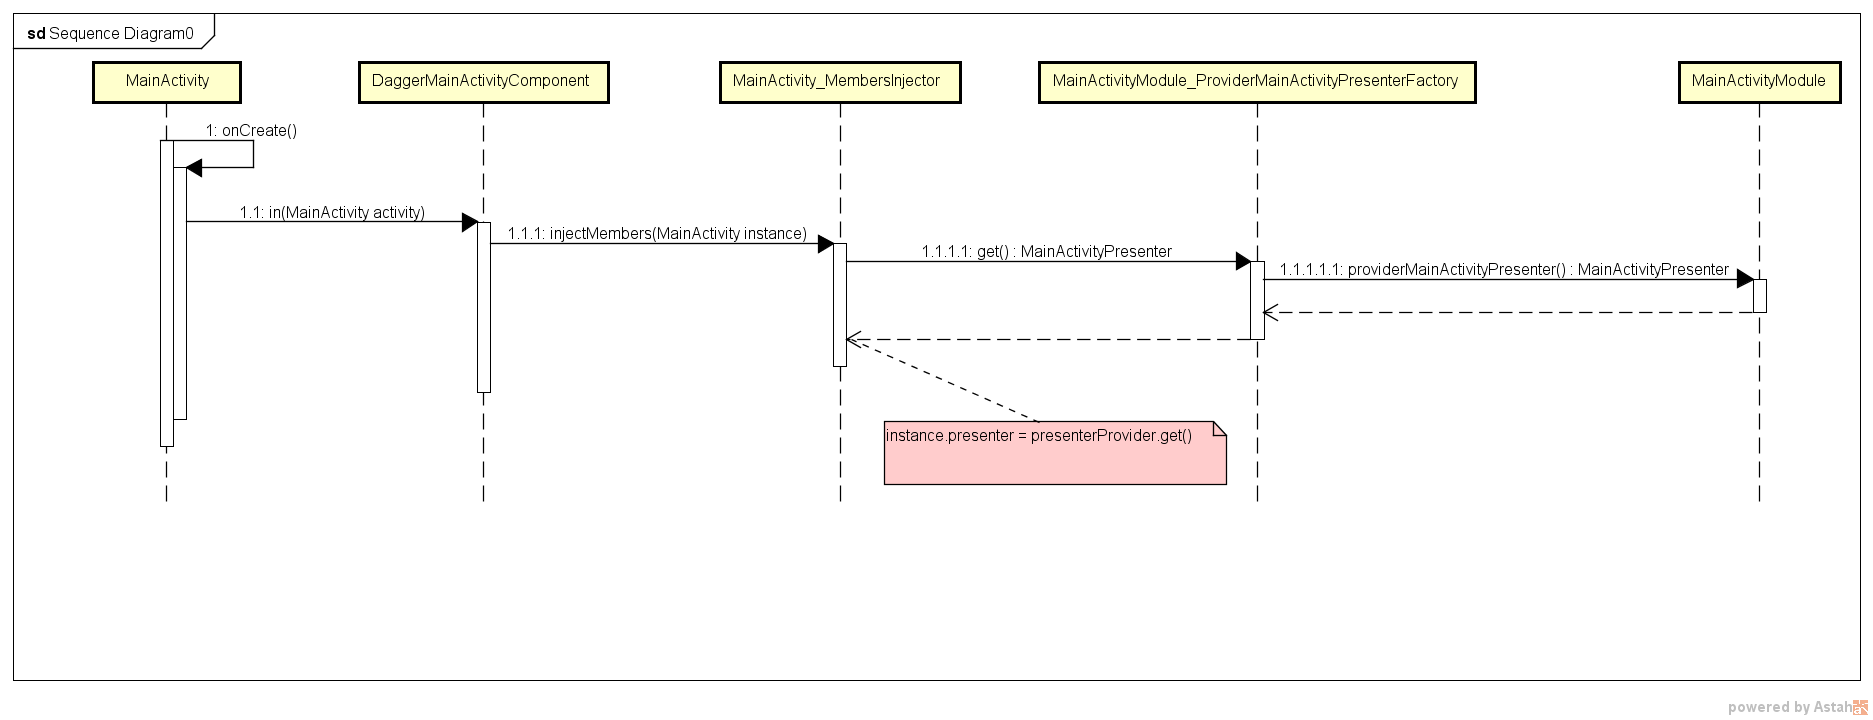 sd Sequence Diagram0
MainActivity
DaggerMainActivityComponent
MainActivity_MembersInjector
MainActivityModule_ProviderMainActivityPresenterFactory
MainActivityModule
1: onCreate()
1.1: in(MainActivity activity)
1.1.1: injectMembers(MainActivity instance)
1.1.1.1: get() : MainActivityPresenter
1.1.1.1.1: providerMainActivityPresenter() : MainActivityPresenter
instance.presenter = presenterProvider.get()
powered by Astah